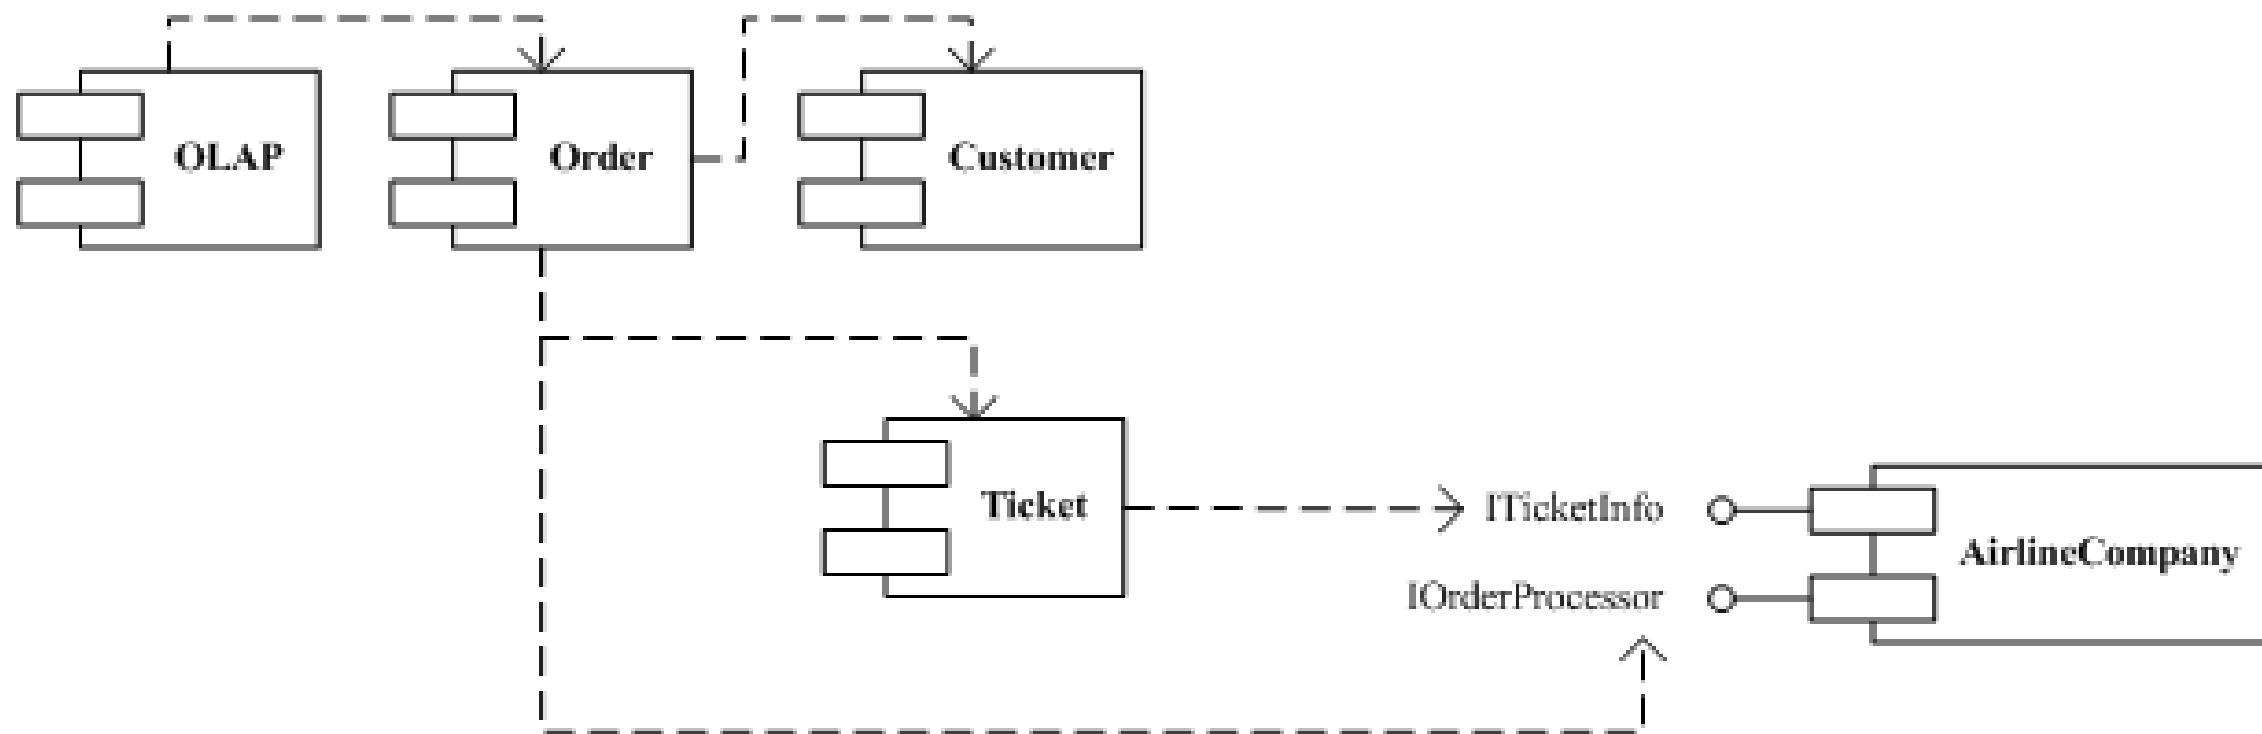 OLAP
Order
Customer
Ticket
ITicketInfo
AirlineCompany
IOrderProcessor